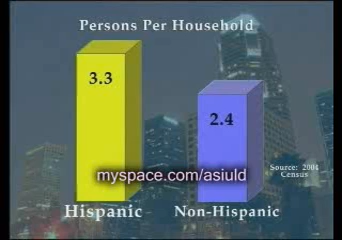 Persons Per Household
3.3
2.4
Source: 2004
Census
myspace.com/asiuld
Hispanic
Non-Hispanic